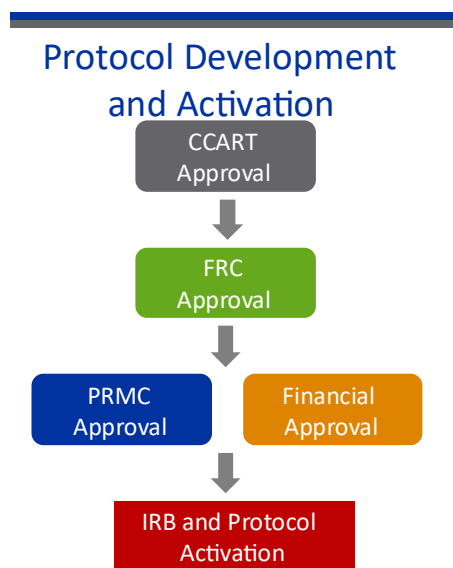 Protocol Development
and Activation
CCART
Approval
FRC
Approval
PRMC
Approval
Financial
Approval
IRB and Protocol
Activation